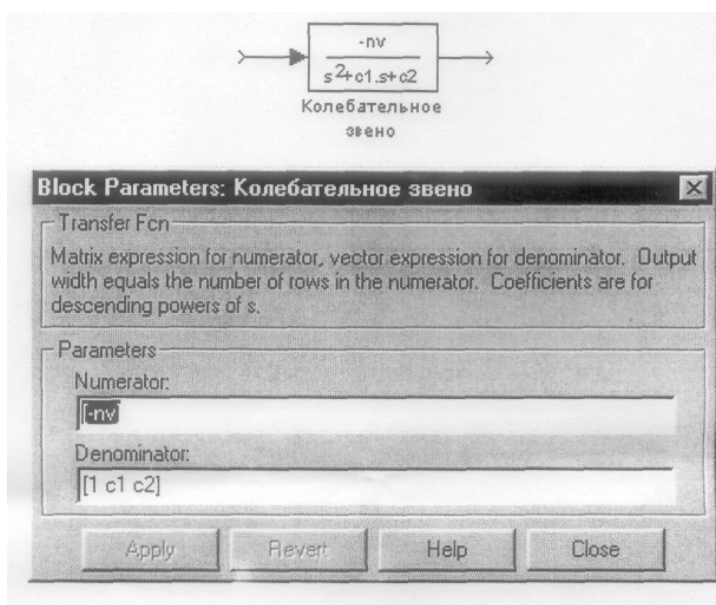 -nv
s2+c1.s+c2
Колебательное
звено
Block Parameters: Колебательное звено
Transfer Fcn
Matrix expression for numerator, vector expression for denominator. Output
width equals the number of rows in the numerator. Coefficients are for
descending powers of s.
Parameters
Numerator:
[-nv]
Denominator:
[1 c1 c2]
Apply
Revert
Help
Close